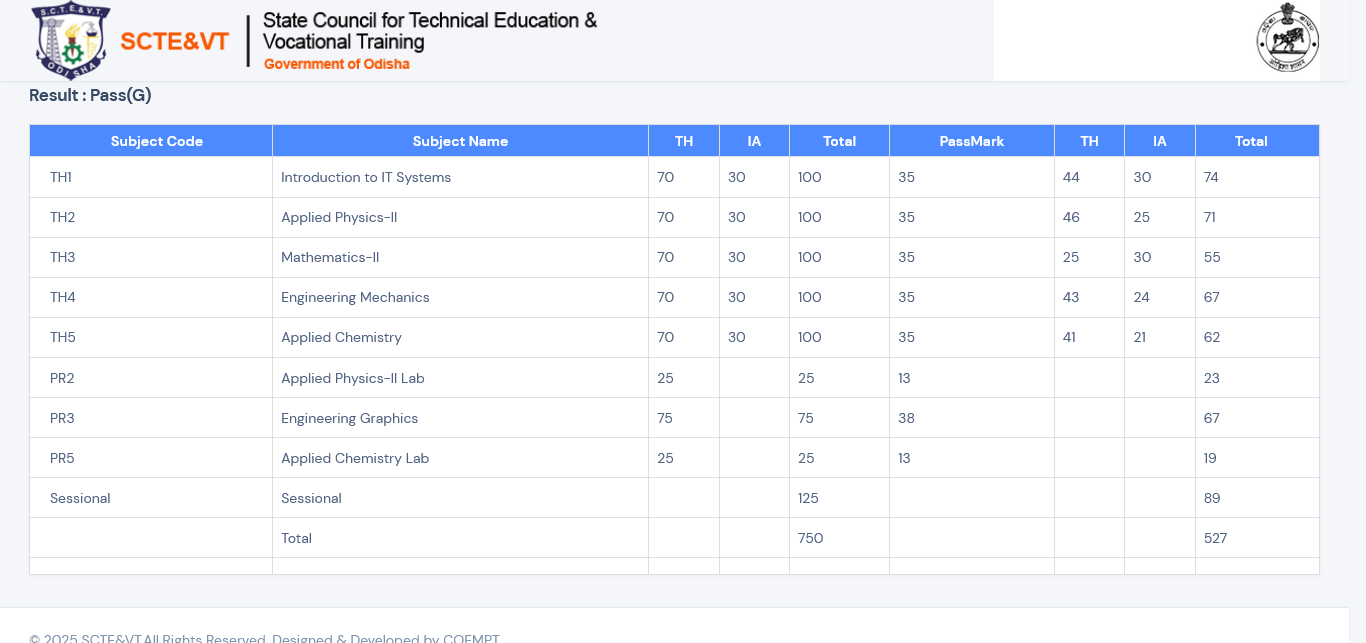 S.C.T.E.&V.T.
ODISHA
SCTE&VT
State Council for Technical Education &
Vocational Training
Government of Odisha
Result : Pass(G)
Subject Code Subject Name TH IA Total PassMark TH IA Total
TH1 Introduction to IT Systems 70 30 100 35 44 30 74
TH2 Applied Physics-II 70 30 100 35 46 25 71
TH3 Mathematics-II 70 30 100 35 25 30 55
TH4 Engineering Mechanics 70 30 100 35 43 24 67
TH5 Applied Chemistry 70 30 100 35 41 21 62
PR2 Applied Physics-II Lab 25 25 13 23
PR3 Engineering Graphics 75 75 38 67
PR5 Applied Chemistry Lab 25 25 13 19
Sessional Sessional 125 89
Total 750 527
© 2025 SCTE&VT.All Rights Reserved. Designed & Developed by COEMPT